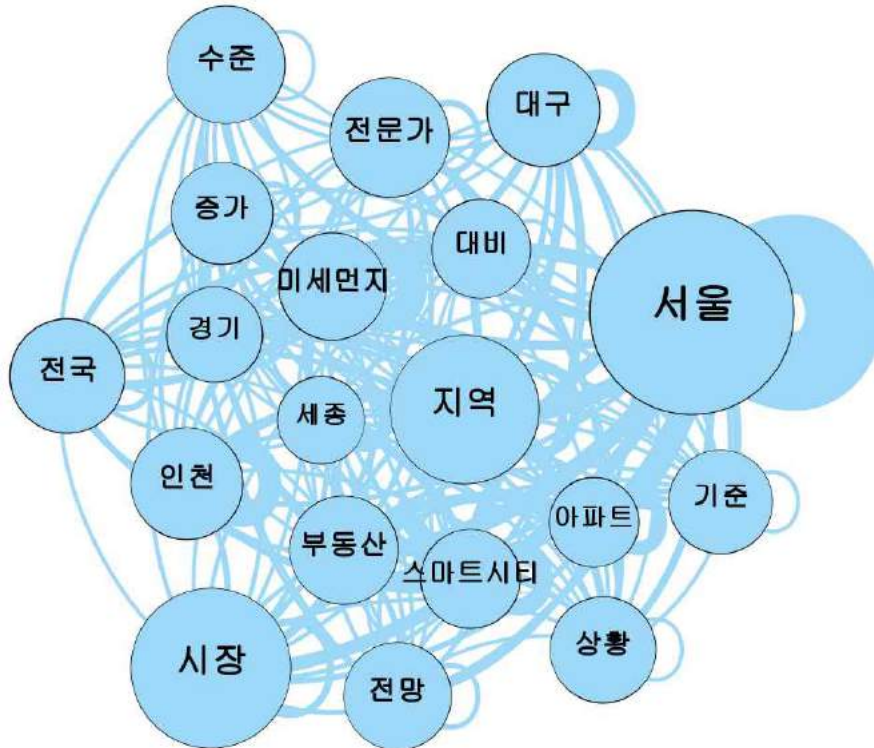 수준
전문가
대구
증가
대비
미세먼지
서울
경기
전국
지역
세종
인천
기준
아파트
부동산
스마트시티
상황
시장
전망